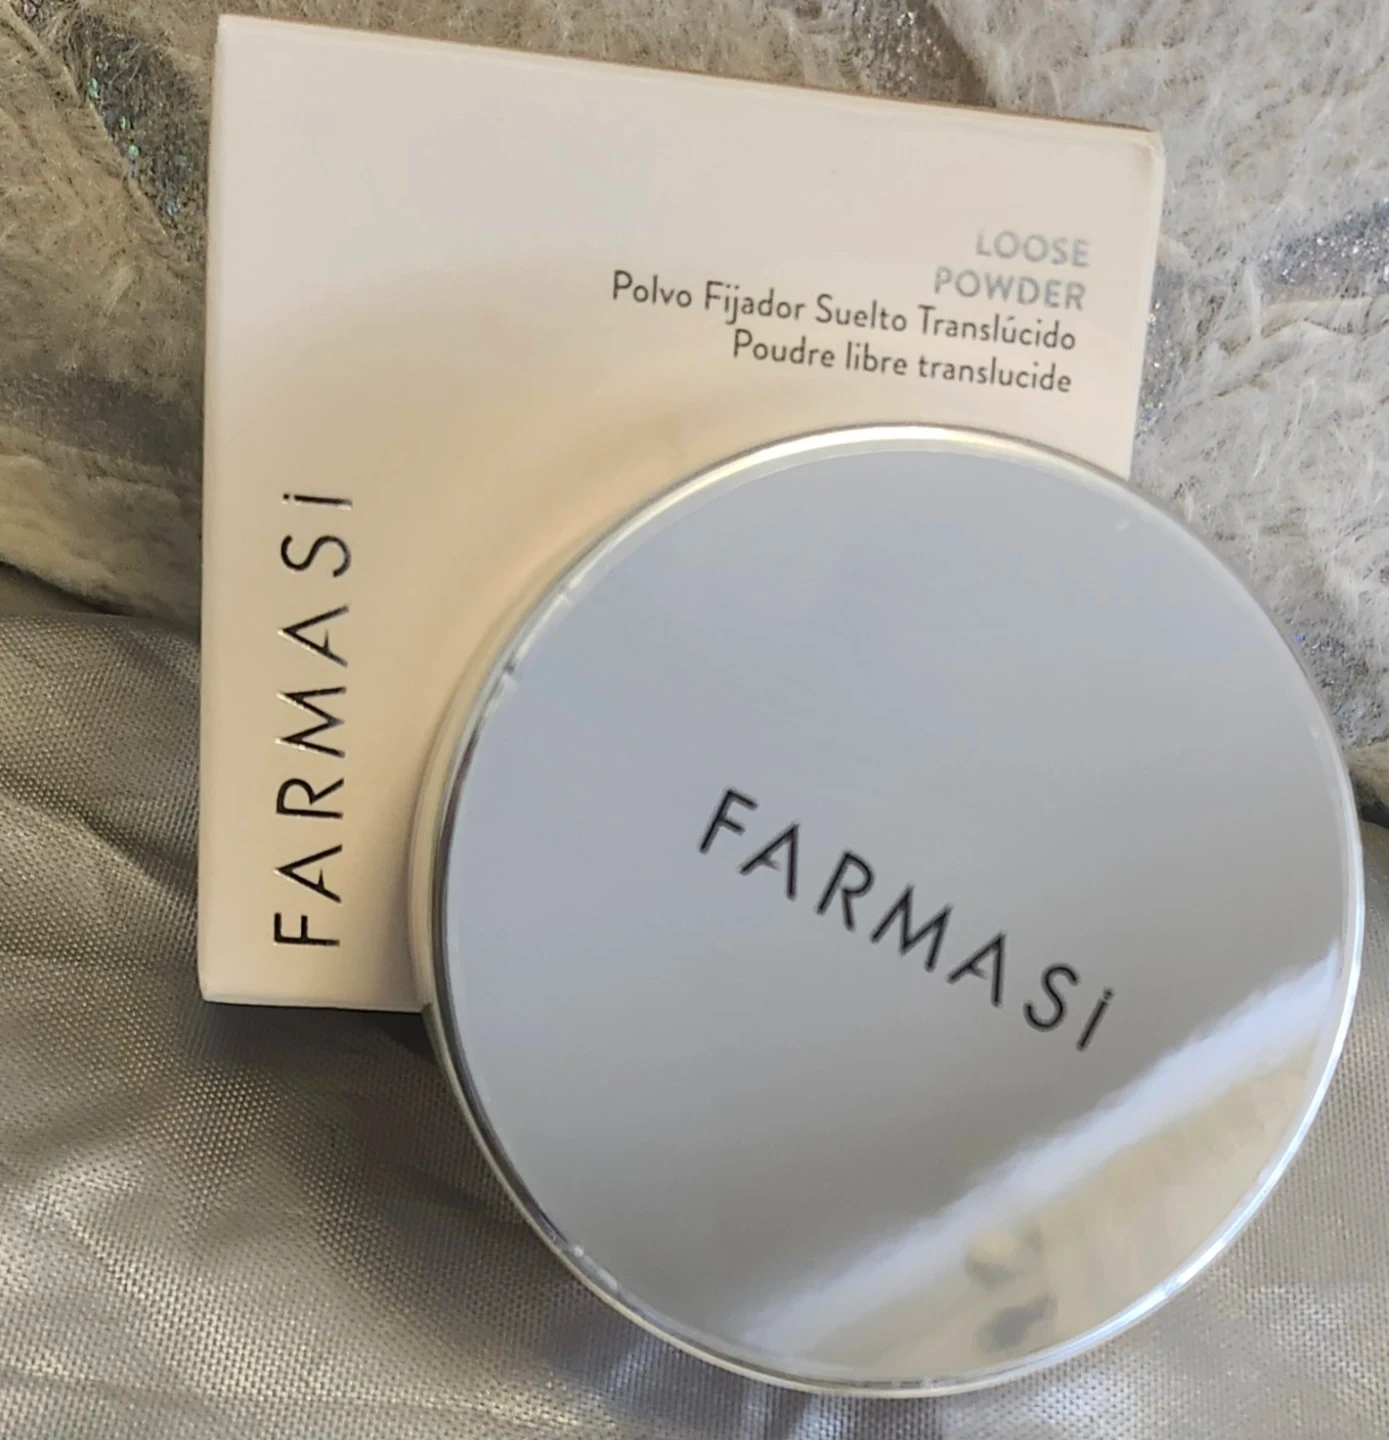 LOOSE
POWDER
Polvo Fijador Suelto Translúcido
Poudre libre translucide
FARMASi
FARMASi